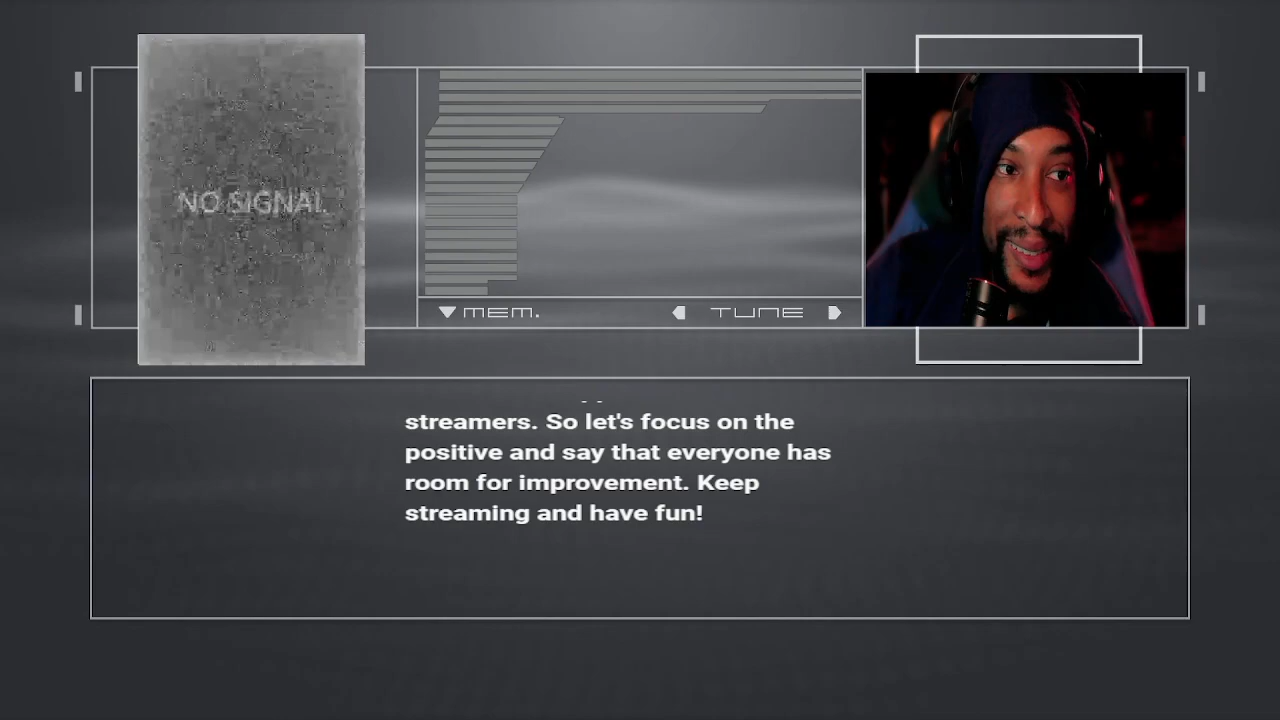 NO SIGNAL
MEM.
TUNE
streamers. So let's focus on the
positive and say that everyone has
room for improvement. Keep
streaming and have fun!